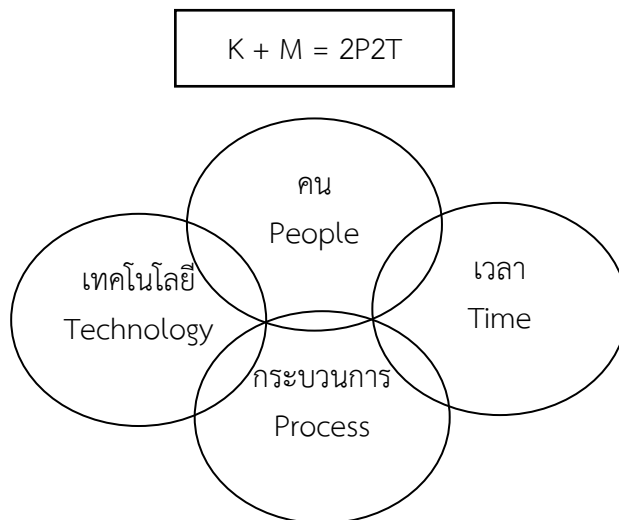 K + M = 2P2T
คน
People
เทคโนโลยี
Technology
เวลา
Time
กระบวนการ
Process